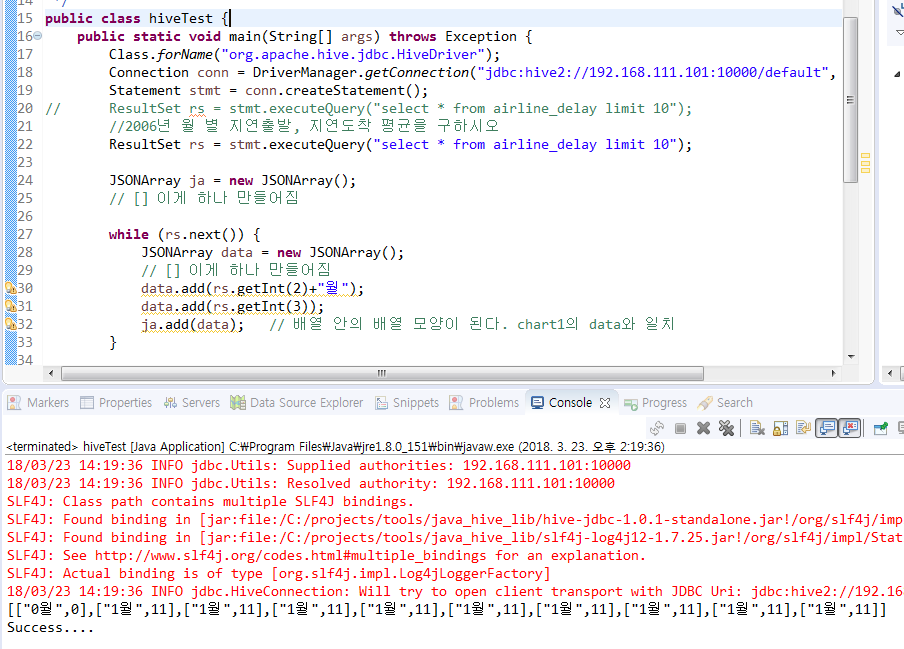 15 public class hiveTest {
16 public static void main(String[] args) throws Exception {
17 Class.forName("org.apache.hive.jdbc.HiveDriver");
18 Connection conn = DriverManager.getConnection("jdbc:hive2://192.168.111.101:10000/default",
19 Statement stmt = conn.createStatement();
20 // ResultSet rs = stmt.executeQuery("select * from airline_delay limit 10");
21 //2006년 월 별 지연출발, 지연도착 평균을 구하시오
22 ResultSet rs = stmt.executeQuery("select * from airline_delay limit 10");
23
24 JSONArray ja = new JSONArray();
25 // [] 이게 하나 만들어짐
26
27 while (rs.next()) {
28 JSONArray data = new JSONArray();
29 // [] 이게 하나 만들어짐
30 data.add(rs.getInt(2)+"월");
31 data.add(rs.getInt(3));
32 ja.add(data); // 배열 안의 배열 모양이 된다. chart1의 data와 일치
33 }
34
Markers Properties Servers Data Source Explorer Snippets Problems Console Progress Search
<terminated> hiveTest [Java Application] C:₩Program Files₩Java₩jre1.8.0_151₩bin₩javaw.exe (2018. 3. 23. 오후 2:19:36)
18/03/23 14:19:36 INFO jdbc.Utils: Supplied authorities: 192.168.111.101:10000
18/03/23 14:19:36 INFO jdbc.Utils: Resolved authority: 192.168.111.101:10000
SLF4J: Class path contains multiple SLF4J bindings.
SLF4J: Found binding in [jar:file:/C:/projects/tools/java_hive_lib/hive-jdbc-1.0.1-standalone.jar!/org/slf4j/imp
SLF4J: Found binding in [jar:file:/C:/projects/tools/java_hive_lib/slf4j-log4j12-1.7.25.jar!/org/slf4j/impl/Stat
SLF4J: See http://www.slf4j.org/codes.html#multiple_bindings for an explanation.
SLF4J: Actual binding is of type [org.slf4j.impl.Log4jLoggerFactory]
18/03/23 14:19:36 INFO jdbc.HiveConnection: Will try to open client transport with JDBC Uri: jdbc:hive2://192.16
[["0월",0],["1월",11],["1월",11],["1월",11],["1월",11],["1월",11],["1월",11],["1월",11],["1월",11],["1월",11]]
Success....